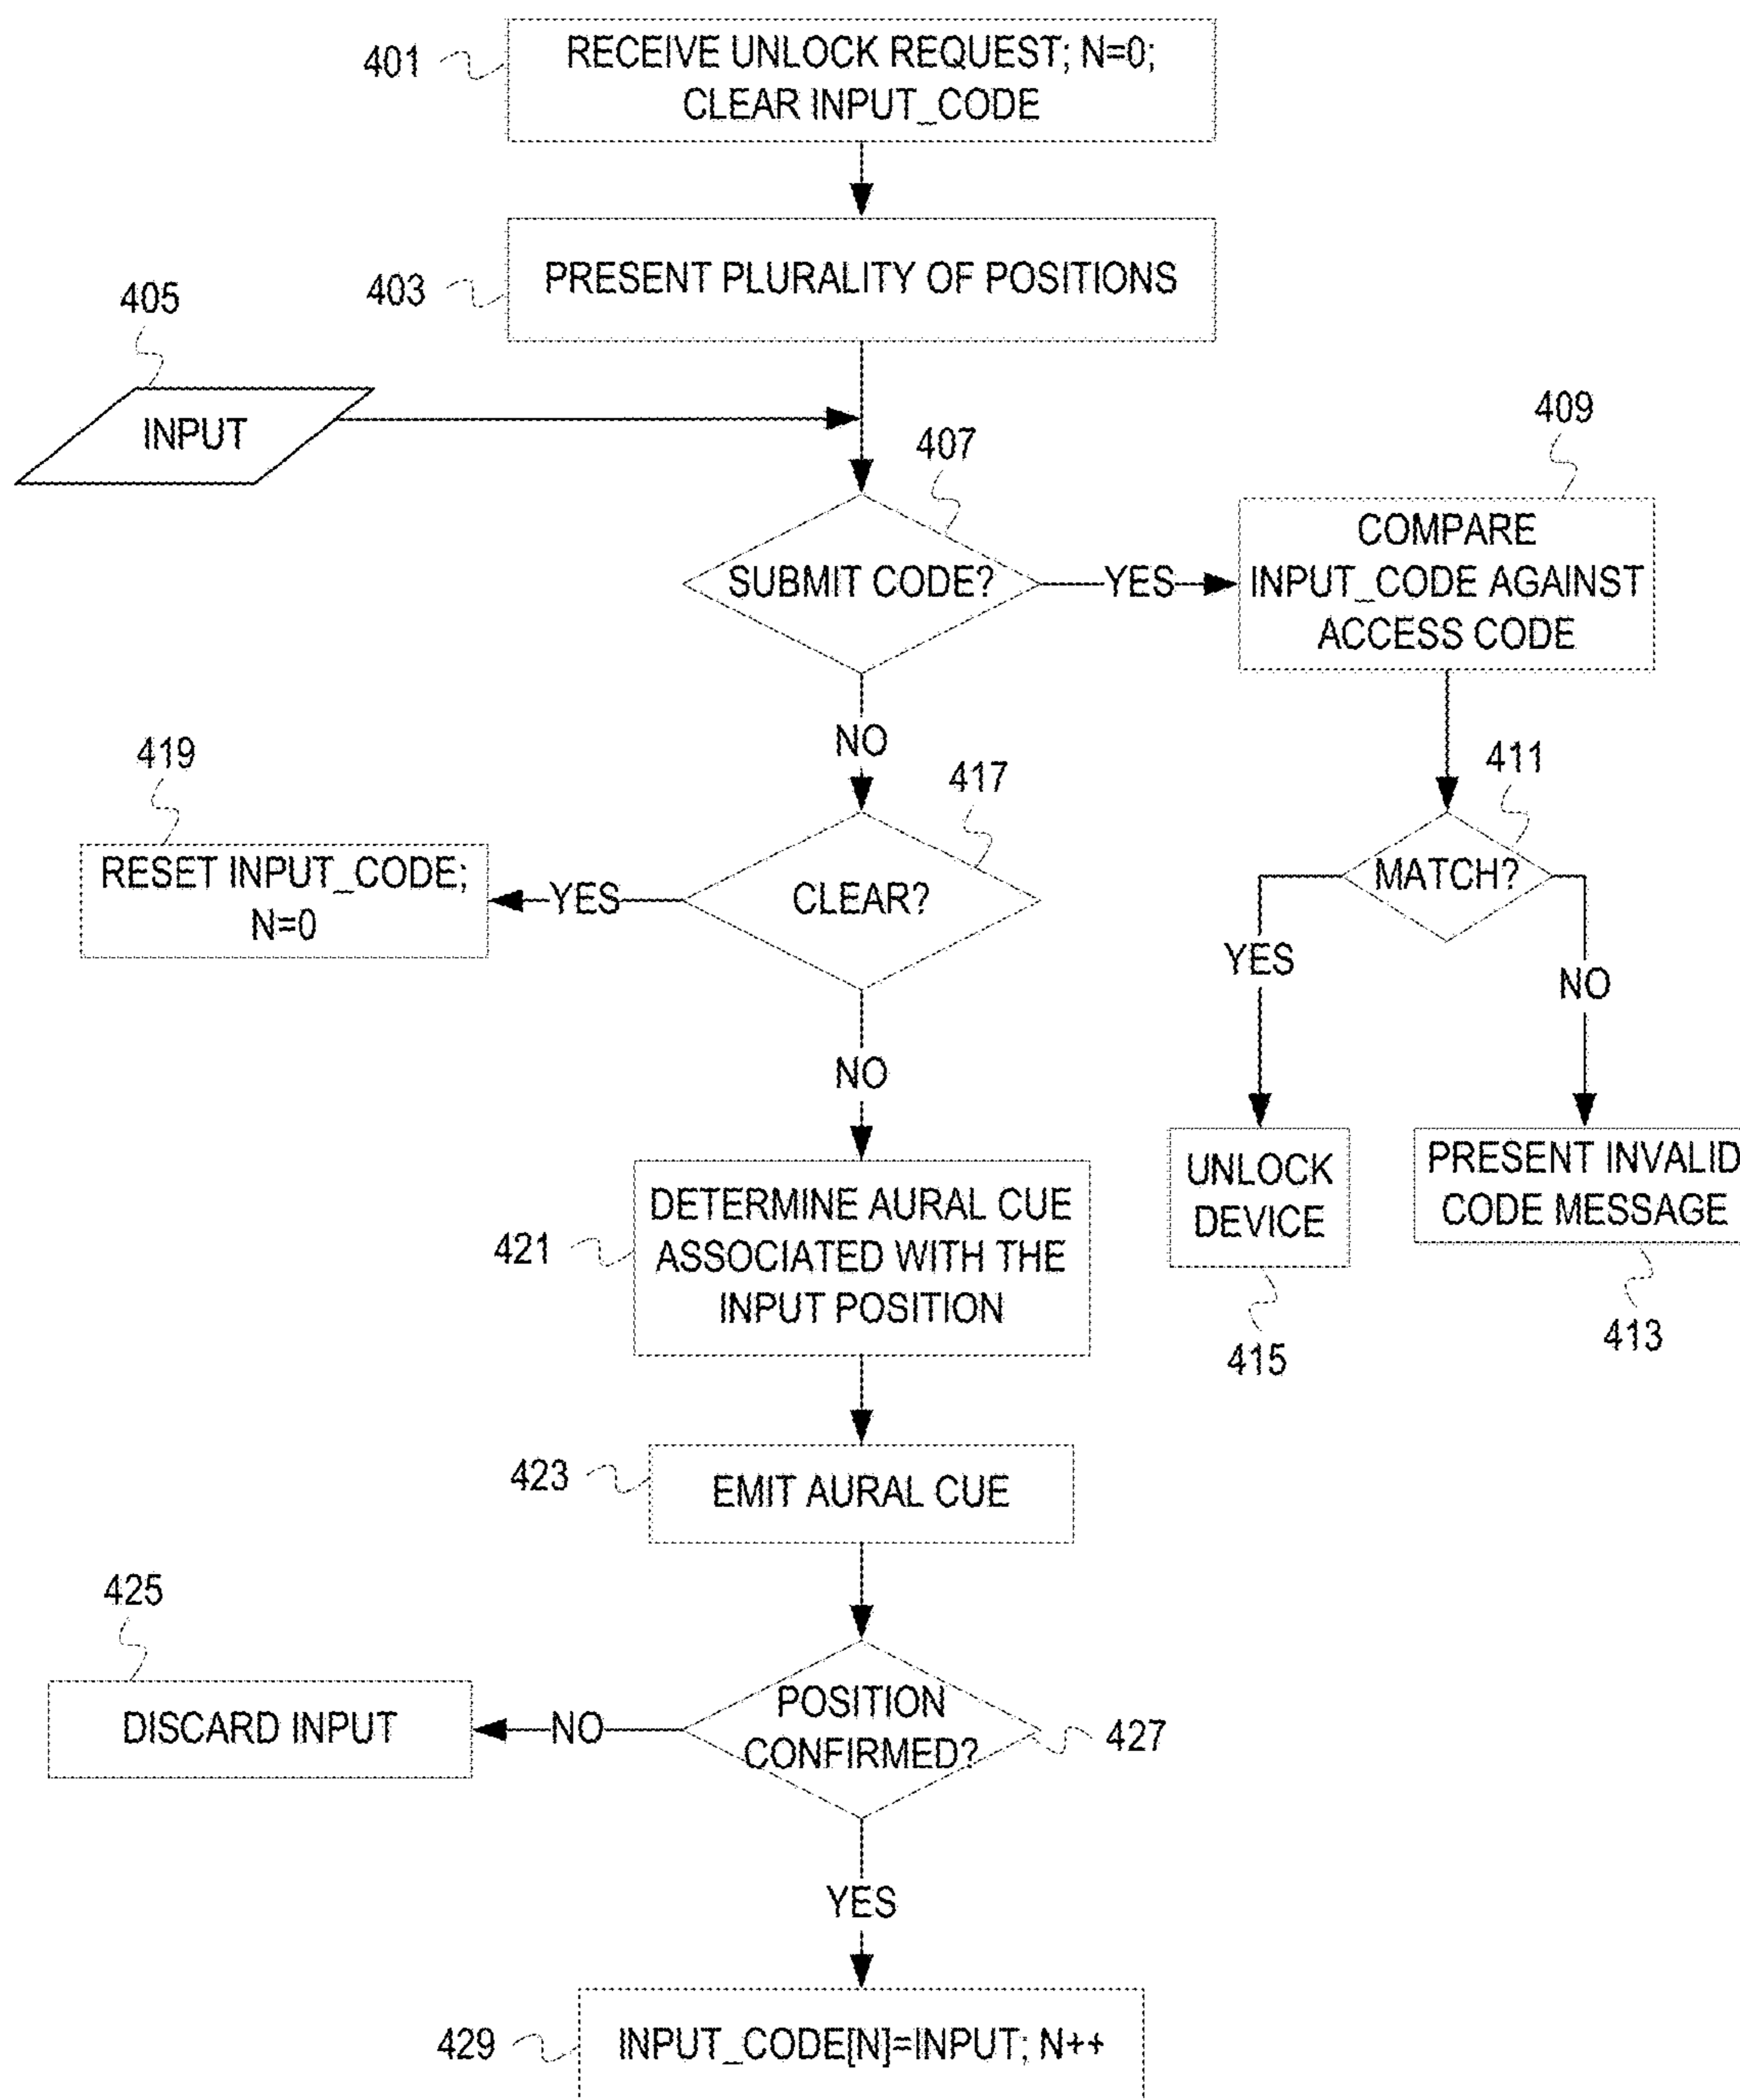 401
RECEIVE UNLOCK REQUEST; N=0;
CLEAR INPUT_CODE
403
PRESENT PLURALITY OF POSITIONS
405
INPUT
407
SUBMIT CODE?
YES
409
COMPARE
INPUT_CODE AGAINST
ACCESS CODE
NO
411
MATCH?
YES
NO
UNLOCK
DEVICE
415
PRESENT INVALID
CODE MESSAGE
413
417
CLEAR?
YES
419
RESET INPUT_CODE;
N=0
NO
421
DETERMINE AURAL CUE
ASSOCIATED WITH THE
INPUT POSITION
423
EMIT AURAL CUE
425
DISCARD INPUT
NO
POSITION
CONFIRMED?
427
YES
429
INPUT_CODE[N]=INPUT; N++